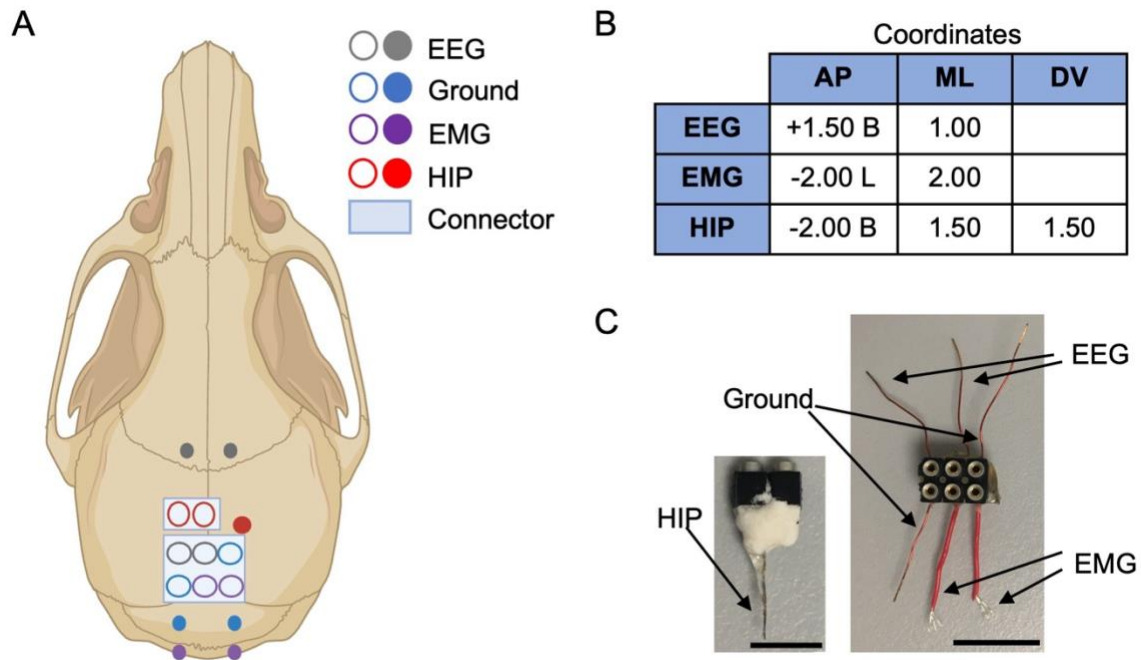 A
EEG
Ground
EMG
HIP
Connector
B
Coordinates
AP ML DV
EEG +1.50 B 1.00
EMG -2.00 L 2.00
HIP -2.00 B 1.50 1.50
C
EEG
Ground
HIP
EMG